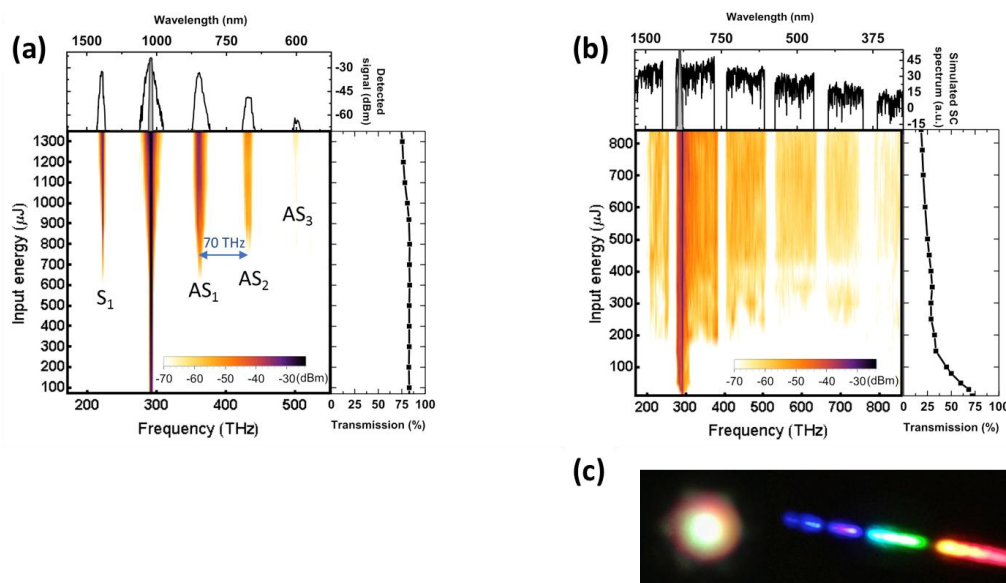 (a)
Wavelength (nm)
1500 1000 750 600
-30
-45
-60
Detected
signal (dBm)
1300
1200
1100
1000
900
800
700
600
500
400
300
200
100
Input energy (µJ)
70 THz
S1
AS1
AS2
AS3
-70 -60 -50 -40 -30(dBm)
200 300 400 500
0 25 50 75 100
Frequency (THz)
Transmission (%)
(b)
Wavelength (nm)
1500 750 500 375
45
30
15
0
-15
Simulated SC
spectrum (a.u.)
800
700
600
500
400
300
200
100
Input energy (µJ)
-70 -60 -50 -40 -30(dBm)
200 300 400 500 600 700 800
0 25 50 75 100
Frequency (THz)
Transmission (%)
(c)